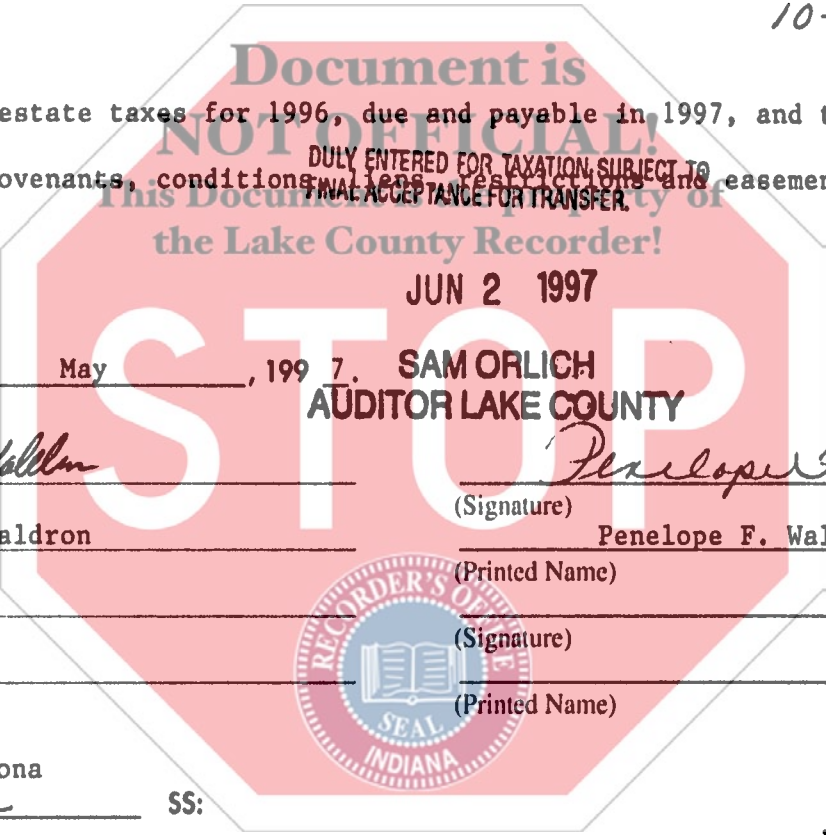 10-
Document is
estate taxes for 1996, due and payable in 1997, and t
NOT OFFICIAL!
DULY ENTERED FOR TAXATION SUBJECT TO
ovenants, conditions, liens, restrictions and easemen
FINAL ACCEPTANCE FOR TRANSFER.
This Document is the property of
the Lake County Recorder!
JUN 2 1997
STOP
May , 199 7. SAM ORLICH
AUDITOR LAKE COUNTY
Penelope
(Signature)
aldron Penelope F. Wal
(Printed Name)
RECORDER'S OFFICE
(Signature)
(Printed Name)
SEAL
INDIANA
ona
SS: